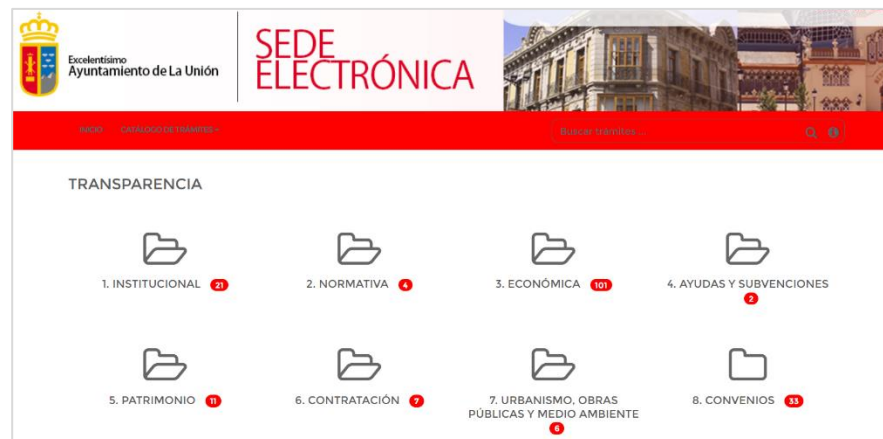 Excelentísimo
Ayuntamiento de La Unión
SEDE
ELECTRÓNICA
INICIO
CATÁLOGO DE TRÁMITES
Buscar trámites ...
TRANSPARENCIA
1. INSTITUCIONAL 21
2. NORMATIVA 4
3. ECONÓMICA 101
4. AYUDAS Y SUBVENCIONES
2
5. PATRIMONIO 11
6. CONTRATACIÓN 7
7. URBANISMO, OBRAS
PÚBLICAS Y MEDIO AMBIENTE
6
8. CONVENIOS 33